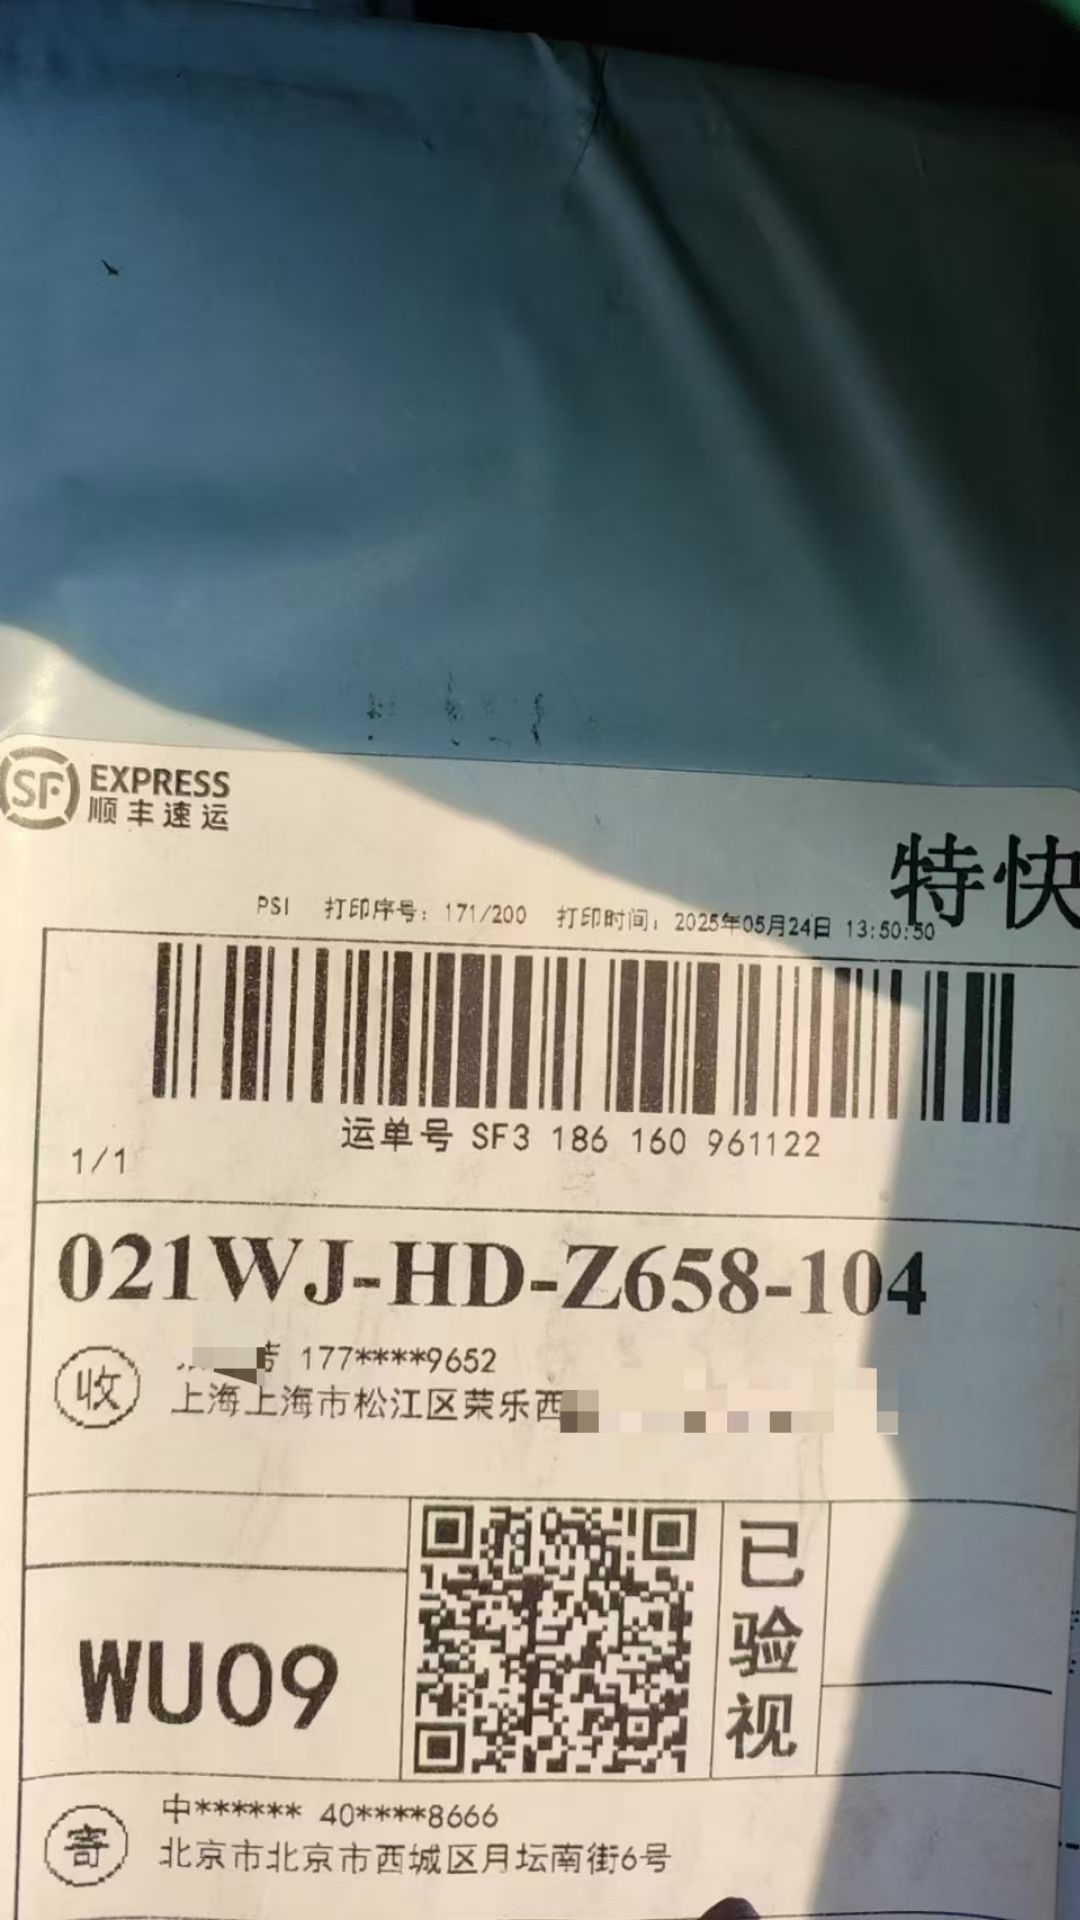 SF EXPRESS
顺丰速运
特快
PSI 打印序号: 171/200 打印时间: 2025年05月24日 13:50:50
运单号 SF3 186 160 961122
1/1
021WJ-HD-Z658-104
收
177****9652
上海上海市松江区荣乐西
已验视
WU09
寄
中****** 40****8666
北京市北京市西城区月坛南街6号